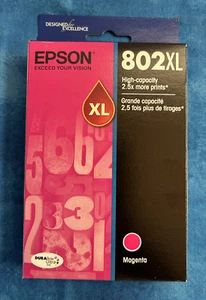 DESIGNED for EXCELLENCE
EPSON
EXCEED YOUR VISION
802XL
XL
High-capacity
2.5x more prints*
Grande capacité
2,5 fois plus de tirages*
DURABrite
Magenta